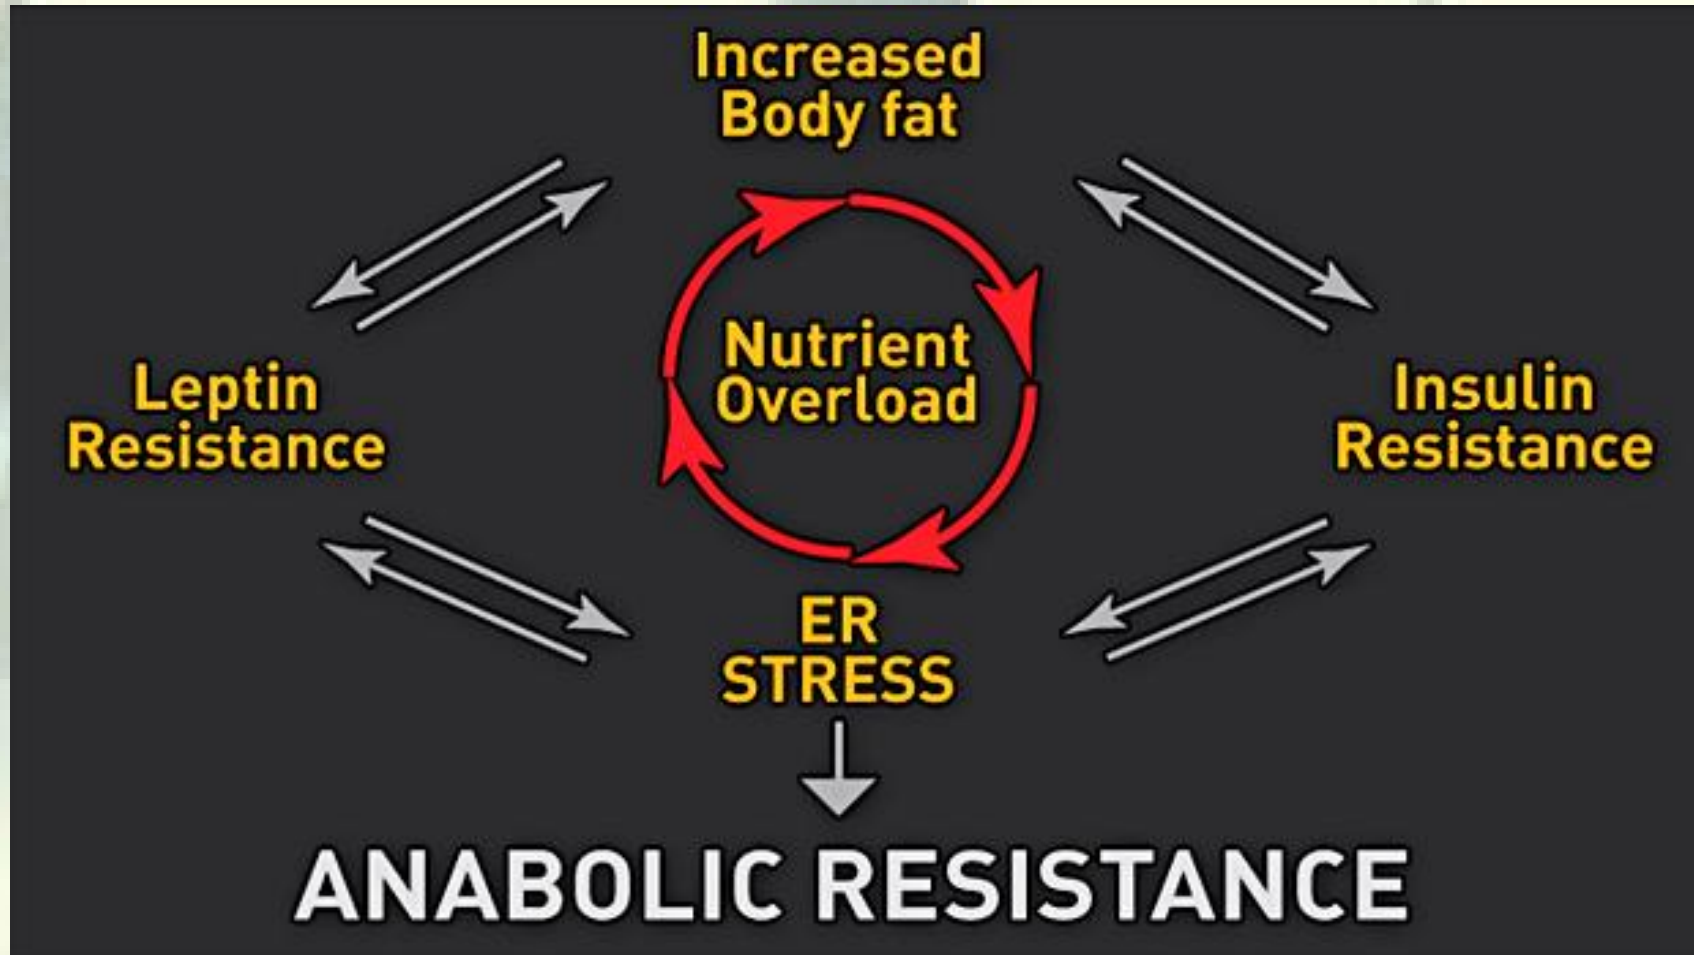 Increased
Body fat
Nutrient
Overload
Leptin
Resistance
Insulin
Resistance
ER
STRESS
ANABOLIC RESISTANCE